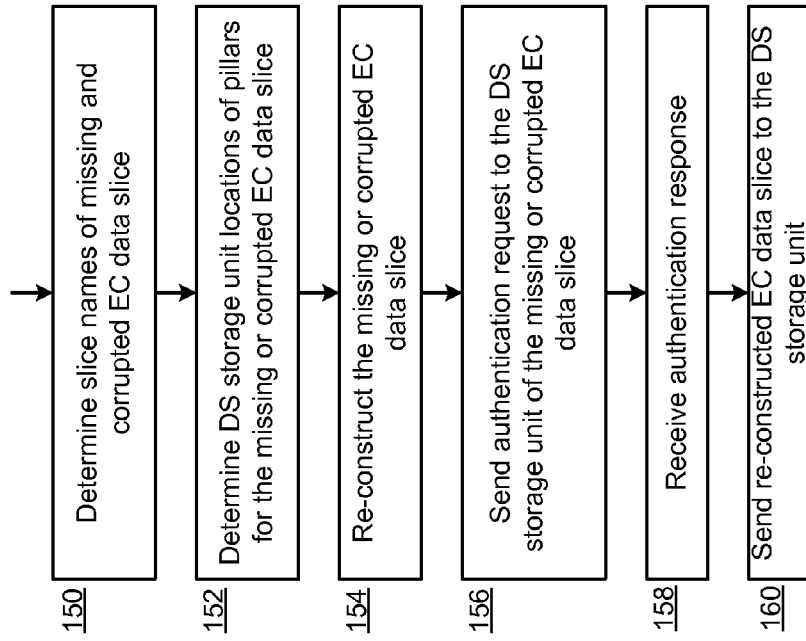 150
Determine slice names of missing and
corrupted EC data slice
152
Determine DS storage unit locations of pillars
for the missing or corrupted EC data slice
154
Re-construct the missing or corrupted EC
data slice
156
Send authentication request to the DS
storage unit of the missing or corrupted EC
data slice
158
Receive authentication response
160
Send re-constructed EC data slice to the DS
storage unit